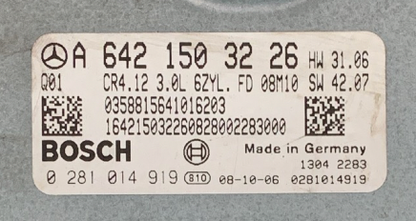 A 642 150 32 26 HW 31.06
Q01 CR4.12 3.0L 6ZYL. FD 08M10 SW 42.07
0358815641016203
164215032260828002283000
BOSCH Made in Germany
1304 2283
0 281 014 919 810 08-10-06 0281014919